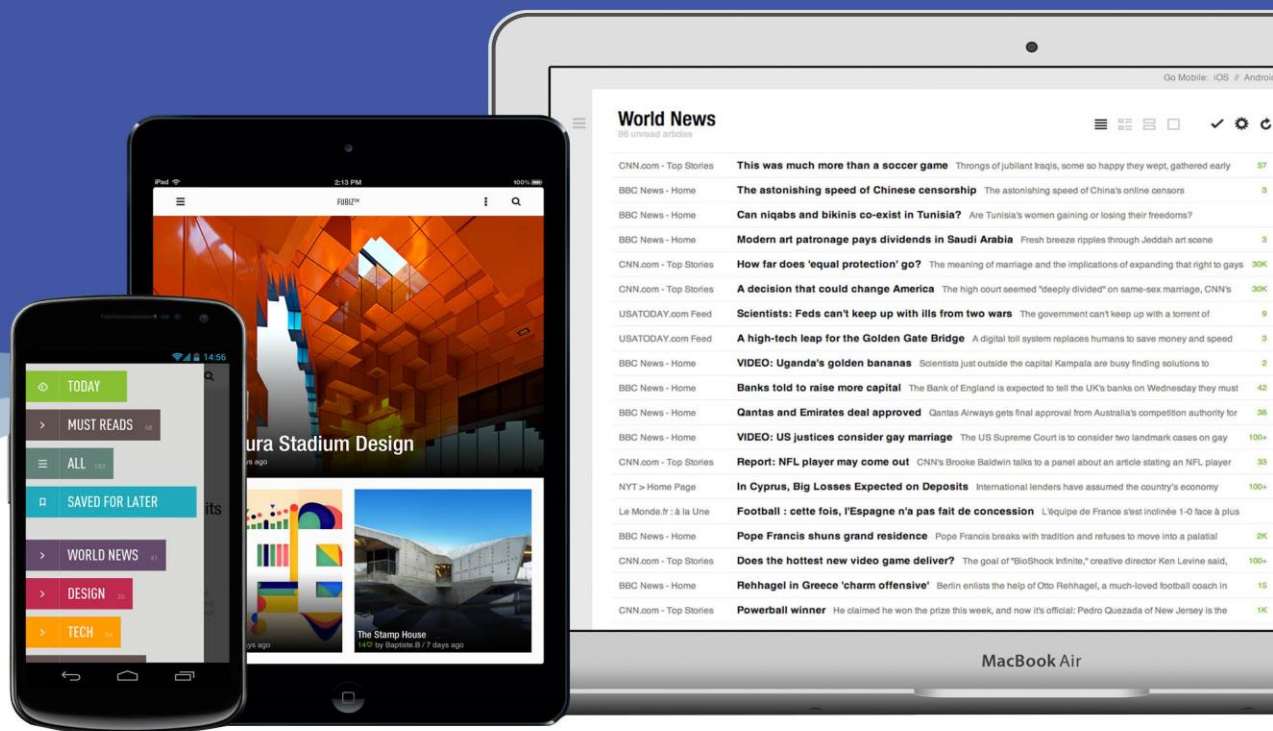 Go Mobile: iOS // Android
World News
96 unread articles
CNN.com - Top Stories This was much more than a soccer game Throngs of jubilant Iraqis, some so happy they wept, gathered early 57
BBC News - Home The astonishing speed of Chinese censorship The astonishing speed of China's online censors 3
BBC News - Home Can niqabs and bikinis co-exist in Tunisia? Are Tunisia's women gaining or losing their freedoms?
BBC News - Home Modern art patronage pays dividends in Saudi Arabia Fresh breeze ripples through Jeddah art scene 3
CNN.com - Top Stories How far does 'equal protection' go? The meaning of marriage and the implications of expanding that right to gays 30K
CNN.com - Top Stories A decision that could change America The high court seemed "deeply divided" on same-sex marriage, CNN's 30K
USATODAY.com Feed Scientists: Feds can't keep up with ills from two wars The government can't keep up with a torrent of 9
USATODAY.com Feed A high-tech leap for the Golden Gate Bridge A digital toll system replaces humans to save money and speed 3
BBC News - Home VIDEO: Uganda's golden bananas Scientists just outside the capital Kampala are busy finding solutions to 2
BBC News - Home Banks told to raise more capital The Bank of England is expected to tell the UK's banks on Wednesday they must 42
BBC News - Home Qantas and Emirates deal approved Qantas Airways gets final approval from Australia's competition authority for 38
BBC News - Home VIDEO: US justices consider gay marriage The US Supreme Court is to consider two landmark cases on gay 100+
CNN.com - Top Stories Report: NFL player may come out CNN's Brooke Baldwin talks to a panel about an article stating an NFL player 33
NYT > Home Page In Cyprus, Big Losses Expected on Deposits International lenders have assumed the country's economy 100+
Le Monde.fr : à la Une Football : cette fois, l'Espagne n'a pas fait de concession L'équipe de France s'est inclinée 1-0 face à plus
BBC News - Home Pope Francis shuns grand residence Pope Francis breaks with tradition and refuses to move into a palatial 2K
CNN.com - Top Stories Does the hottest new video game deliver? The goal of "BioShock Infinite," creative director Ken Levine said, 100+
BBC News - Home Rehhagel in Greece 'charm offensive' Berlin enlists the help of Otto Rehhagel, a much-loved football coach in 15
CNN.com - Top Stories Powerball winner He claimed he won the prize this week, and now it's official: Pedro Quezada of New Jersey is the 1K
MacBook Air
iPad 2:13 PM 100%
FUBIZ™
ura Stadium Design
ys ago
ys ago
The Stamp House
14 by Baptiste.B / 7 days ago
14:56
TODAY
MUST READS
ALL
SAVED FOR LATER
its
WORLD NEWS
DESIGN
TECH